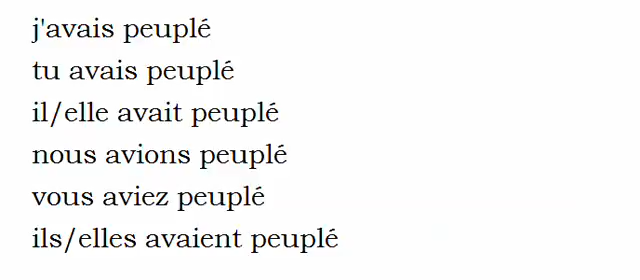 j'avais peuplé
tu avais peuplé
il/elle avait peuplé
nous avions peuplé
vous aviez peuplé
ils/elles avaient peuplé